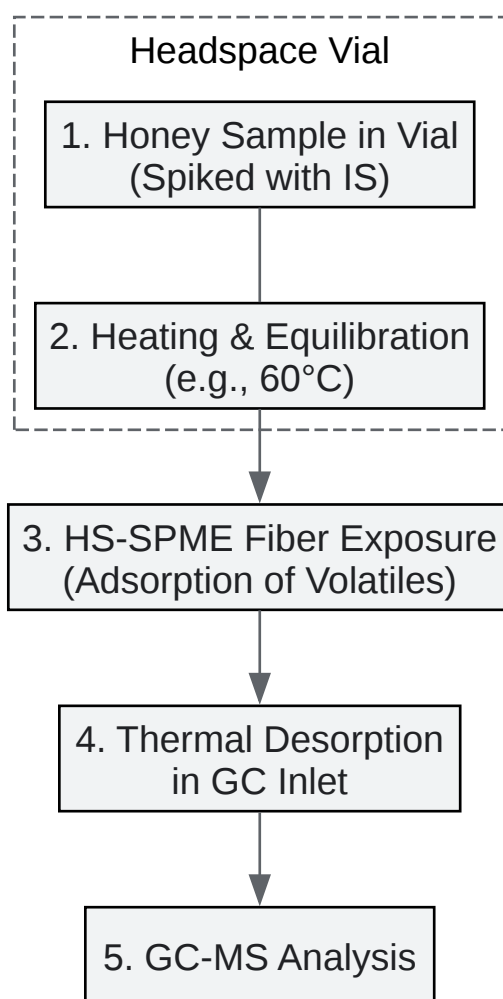 Headspace Vial
1. Honey Sample in Vial
(Spiked with IS)
2. Heating & Equilibration
(e.g., 60°C)
3. HS-SPME Fiber Exposure
(Adsorption of Volatiles)
4. Thermal Desorption
in GC Inlet
5. GC-MS Analysis